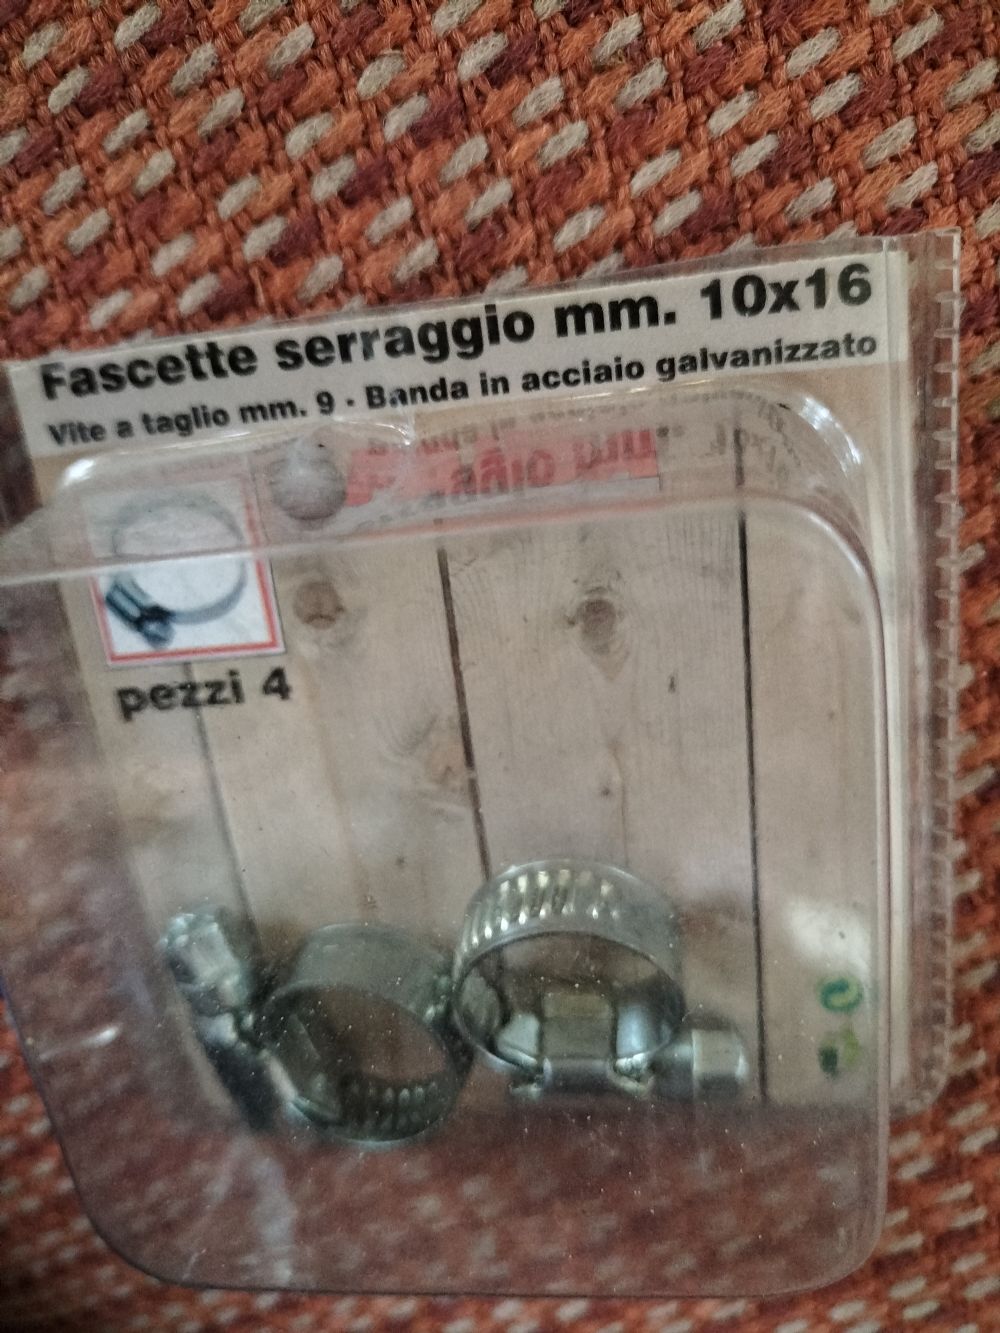 Fascette serraggio mm. 10x16
Vite a taglio mm. 9 - Banda in acciaio galvanizzato
pezzi 4